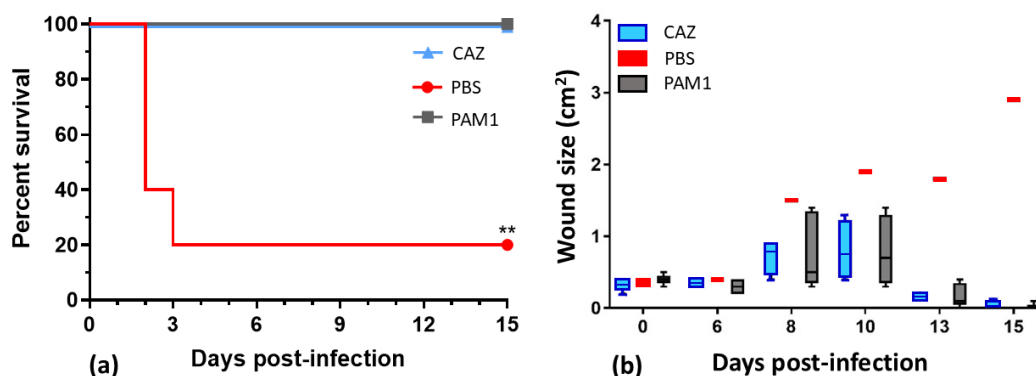 100
80
60
40
20
0
Percent survival
CAZ
PBS
PAM1
**
0 3 6 9 12 15
(a) Days post-infection
4
3
2
1
0
Wound size (cm²)
CAZ
PBS
PAM1
0 6 8 10 13 15
(b) Days post-infection